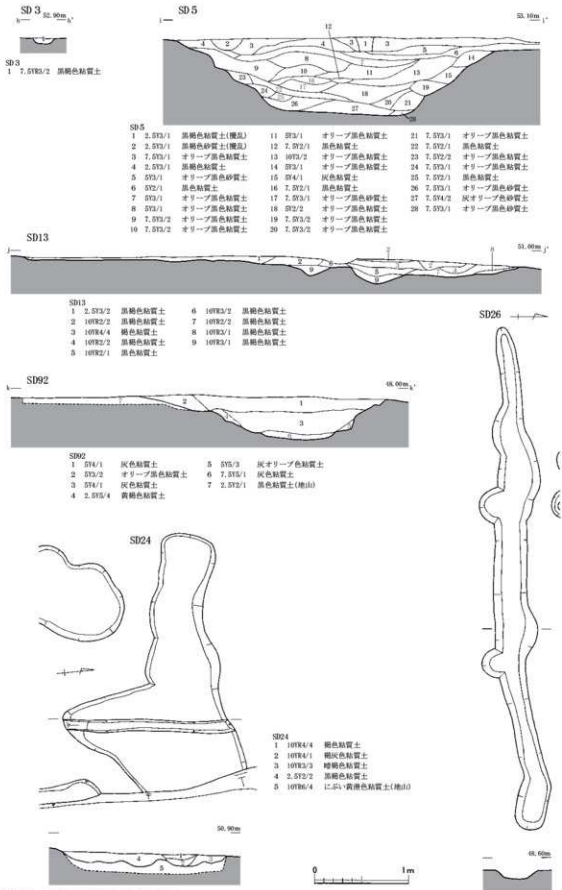 SD3
h 52.90m h'
SD3
1 7.5YR3/2 黒褐色粘質土
SD5
i 53.10m i'
SD5
1 2.5Y3/1 黒褐色粘質土(攪乱)
2 2.5Y3/1 黒褐色砂質土(攪乱)
3 7.5Y3/1 オリーブ黒色粘質土
4 2.5Y3/1 黒褐色粘質土
5 5Y3/1 オリーブ黒色砂質土
6 5Y2/1 黒色粘質土
7 5Y3/1 オリーブ黒色粘質土
8 5Y3/1 オリーブ黒色粘質土
9 7.5Y3/2 オリーブ黒色粘質土
10 7.5Y3/2 オリーブ黒色粘質土
11 5Y3/1 オリーブ黒色粘質土
12 7.5Y2/1 黒色粘質土
13 10Y3/2 オリーブ黒色粘質土
14 5Y3/1 オリーブ黒色粘質土
15 5Y4/1 灰色粘質土
16 7.5Y2/1 黒色粘質土
17 7.5Y3/1 オリーブ黒色砂質土
18 5Y2/2 オリーブ黒色粘質土
19 7.5Y3/2 オリーブ黒色粘質土
20 7.5Y3/2 オリーブ黒色粘質土
21 7.5Y3/1 オリーブ黒色粘質土
22 7.5Y2/1 黒色粘質土
23 7.5Y2/2 オリーブ黒色粘質土
24 7.5Y3/1 オリーブ黒色粘質土
25 7.5Y2/1 黒色粘質土
26 7.5Y3/1 オリーブ黒色砂質土
27 7.5Y4/2 灰オリーブ色砂質土
28 7.5Y3/1 オリーブ黒色砂質土
SD13
j 51.00m j'
SD13
1 2.5Y3/2 黒褐色粘質土
2 10YR2/2 黒褐色粘質土
3 10YR4/4 褐色粘質土
4 10YR2/2 黒褐色粘質土
5 10YR2/1 黒色粘質土
6 10YR3/2 黒褐色粘質土
7 10YR2/2 黒褐色粘質土
8 10YR3/1 黒褐色粘質土
9 10YR3/1 黒褐色粘質土
SD26
SD92
k 48.00m k'
SD92
1 5Y4/1 灰色粘質土
2 5Y3/2 オリーブ黒色粘質土
3 5Y4/1 灰色粘質土
4 2.5Y5/4 黄褐色粘質土
5 5Y5/3 灰オリーブ色粘質土
6 7.5Y5/1 灰色粘質土
7 2.5Y2/1 黒色粘質土(地山)
SD24
SD24
1 10YR4/4 褐色粘質土
2 10YR4/1 褐灰色粘質土
3 10YR3/3 暗褐色粘質土
4 2.5Y2/2 黒褐色粘質土
5 10YR6/4 にぶい黄橙色粘質土(地山)
50.90m
0 1m
48.60m